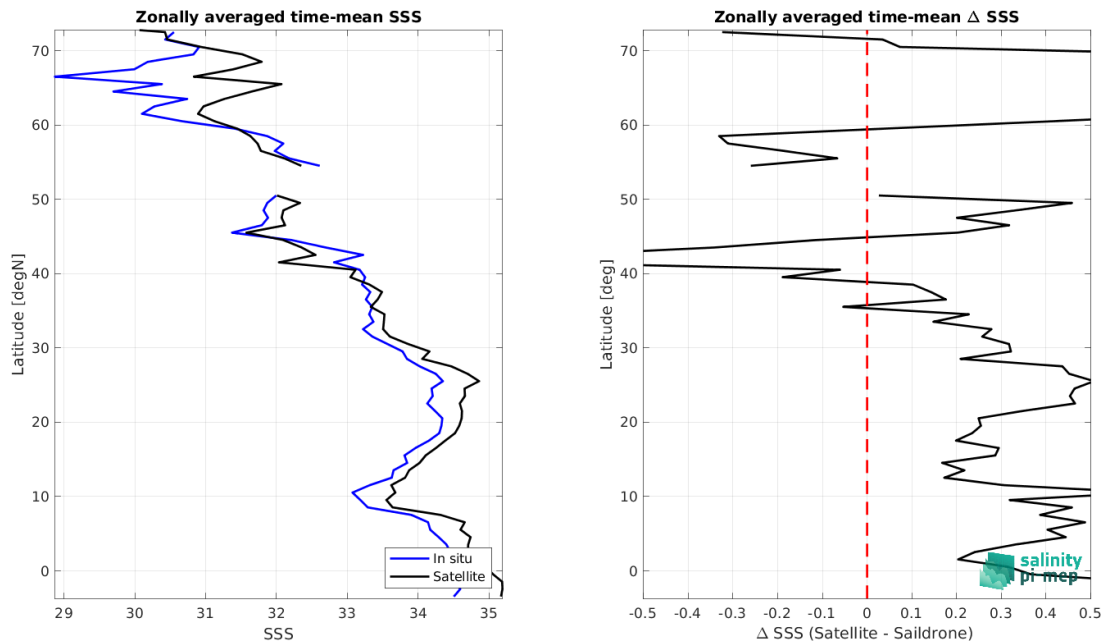 Zonally averaged time-mean SSS
70
60
50
40
30
20
10
0
Latitude [degN]
In situ
Satellite
29 30 31 32 33 34 35
SSS
Zonally averaged time-mean Δ SSS
70
60
50
40
30
20
10
0
Latitude [deg]
salinity
pi-mep
-0.5 -0.4 -0.3 -0.2 -0.1 0 0.1 0.2 0.3 0.4 0.5
Δ SSS (Satellite - Saildrone)